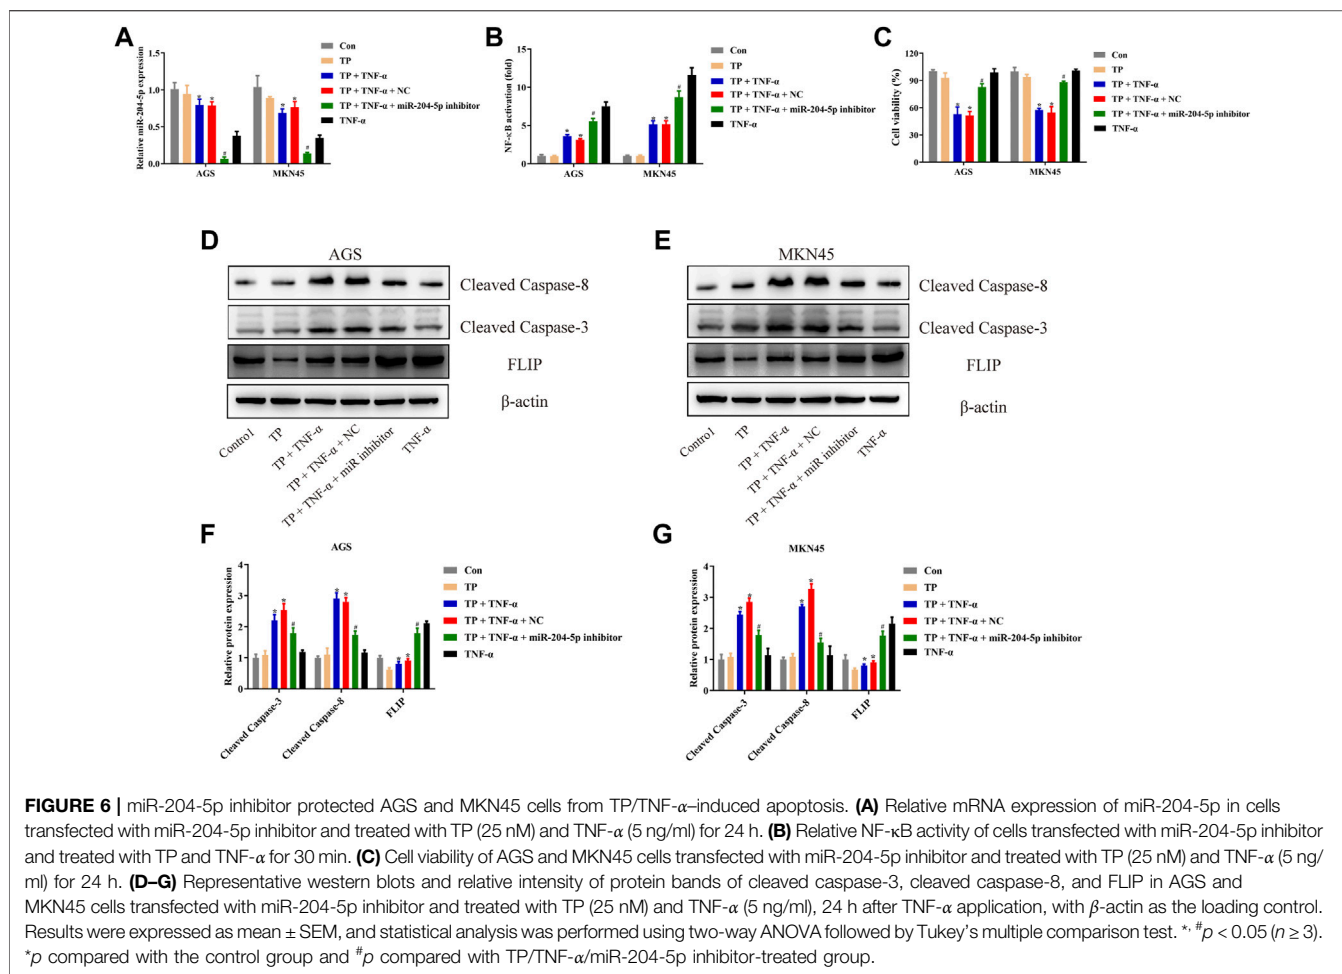 A
Relative miR-204-5p expression
1.5
1.0
0.5
0.0
* * # * * #
AGS MKN45
Con
TP
TP + TNF-α
TP + TNF-α + NC
TP + TNF-α + miR-204-5p inhibitor
TNF-α
B
NF-κB activation (fold)
15
10
5
0
* * # * * #
AGS MKN45
Con
TP
TP + TNF-α
TP + TNF-α + NC
TP + TNF-α + miR-204-5p inhibitor
TNF-α
C
Cell viability (%)
120
90
60
30
0
* * # * * #
AGS MKN45
Con
TP
TP + TNF-α
TP + TNF-α + NC
TP + TNF-α + miR-204-5p inhibitor
TNF-α
D
AGS
Cleaved Caspase-8
Cleaved Caspase-3
FLIP
β-actin
Control
TP
TP + TNF-α
TP + TNF-α + NC
TP + TNF-α + miR inhibitor
TNF-α
E
MKN45
Cleaved Caspase-8
Cleaved Caspase-3
FLIP
β-actin
Control
TP
TP + TNF-α
TP + TNF-α + NC
TP + TNF-α + miR inhibitor
TNF-α
F
AGS
Relative protein expression
4
3
2
1
0
* * # * * # * * #
Cleaved Caspase-3
Cleaved Caspase-8
FLIP
Con
TP
TP + TNF-α
TP + TNF-α + NC
TP + TNF-α + miR-204-5p inhibitor
TNF-α
G
MKN45
Relative protein expression
4
3
2
1
0
* * # * * # * * #
Cleaved Caspase-3
Cleaved Caspase-8
FLIP
Con
TP
TP + TNF-α
TP + TNF-α + NC
TP + TNF-α + miR-204-5p inhibitor
TNF-α
FIGURE 6 | miR-204-5p inhibitor protected AGS and MKN45 cells from TP/TNF-α–induced apoptosis. (A) Relative mRNA expression of miR-204-5p in cells
transfected with miR-204-5p inhibitor and treated with TP (25 nM) and TNF-α (5 ng/ml) for 24 h. (B) Relative NF-κB activity of cells transfected with miR-204-5p inhibitor
and treated with TP and TNF-α for 30 min. (C) Cell viability of AGS and MKN45 cells transfected with miR-204-5p inhibitor and treated with TP (25 nM) and TNF-α (5 ng/
ml) for 24 h. (D–G) Representative western blots and relative intensity of protein bands of cleaved caspase-3, cleaved caspase-8, and FLIP in AGS and
MKN45 cells transfected with miR-204-5p inhibitor and treated with TP (25 nM) and TNF-α (5 ng/ml), 24 h after TNF-α application, with β-actin as the loading control.
Results were expressed as mean ± SEM, and statistical analysis was performed using two-way ANOVA followed by Tukey's multiple comparison test. *, #p < 0.05 (n ≥ 3).
*p compared with the control group and #p compared with TP/TNF-α/miR-204-5p inhibitor-treated group.